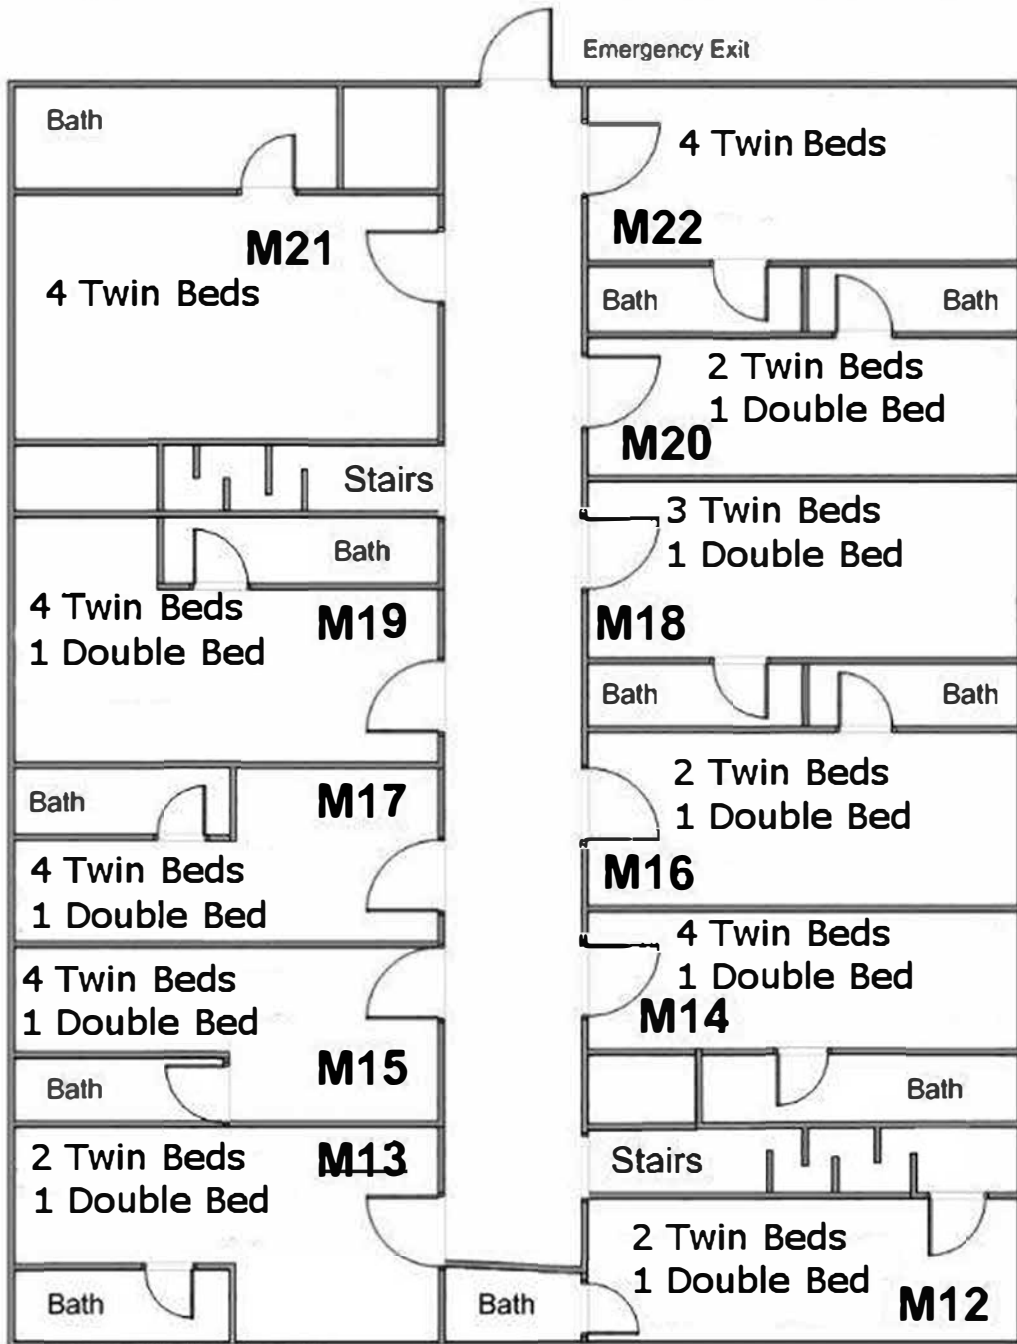 Emergency Exit
Bath
4 Twin Beds
M22
M21
4 Twin Beds
Bath
Bath
2 Twin Beds
1 Double Bed
M20
Stairs
3 Twin Beds
1 Double Bed
Bath
4 Twin Beds
1 Double Bed
M19
M18
Bath
Bath
2 Twin Beds
1 Double Bed
Bath
M17
M16
4 Twin Beds
1 Double Bed
4 Twin Beds
1 Double Bed
M14
4 Twin Beds
1 Double Bed
M15
Bath
Bath
2 Twin Beds
1 Double Bed
M13
Stairs
2 Twin Beds
1 Double Bed
M12
Bath
Bath